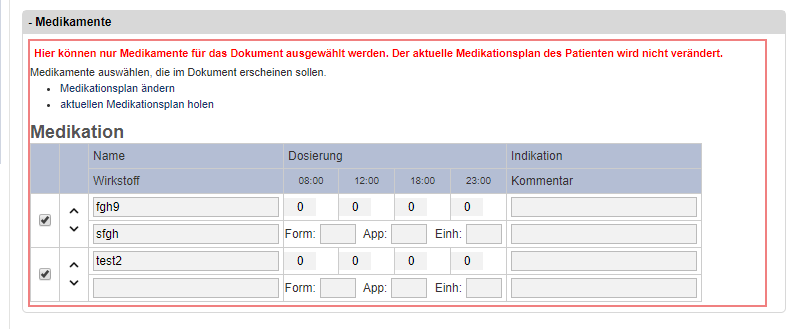 - Medikamente
Hier können nur Medikamente für das Dokument ausgewählt werden. Der aktuelle Medikationsplan des Patienten wird nicht verändert.
Medikamente auswählen, die im Dokument erscheinen sollen.
• Medikationsplan ändern
• aktuellen Medikationsplan holen
Medikation
Name Dosierung Indikation
Wirkstoff 08:00 12:00 18:00 23:00 Kommentar
fgh9 0 0 0 0
sfgh Form: App: Einh:
test2 0 0 0 0
Form: App: Einh: